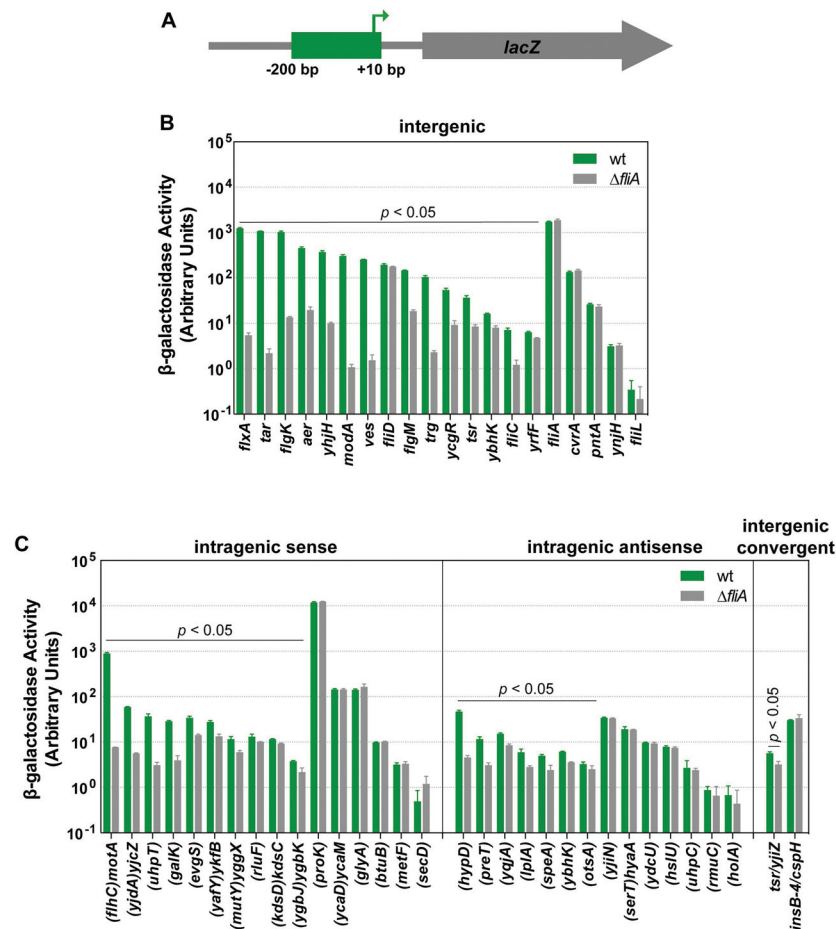 A
lacZ
-200 bp
+10 bp
B
intergenic
β-galactosidase Activity
(Arbitrary Units)
10^5
10^4
10^3
10^2
10^1
10^0
10^-1
wt
ΔfliA
p < 0.05
flxA
tar
flgK
aer
yhjH
modA
ves
fliD
flgM
trg
ycgR
tsr
ybhK
fliC
yrfF
fliA
cvrA
pntA
ynjH
fliL
C
intragenic sense
intragenic antisense
intergenic
convergent
β-galactosidase Activity
(Arbitrary Units)
10^5
10^4
10^3
10^2
10^1
10^0
10^-1
wt
ΔfliA
p < 0.05
p < 0.05
p < 0.05
(flhC)motA
(yjdA)yjcZ
(uhpT)
(galK)
(evgS)
(yafY)ykfB
(mutY)yggX
(rluF)
(kdsD)kdsC
(ygbJ)ygbK
(proK)
(ycaD)ycaM
(glyA)
(btuB)
(metF)
(secD)
(hypD)
(preT)
(yqjA)
(lplA)
(speA)
(ybhK)
(otsA)
(yjiN)
(serT)hyaA
(ydcU)
(hslU)
(uhpC)
(rmuC)
(holA)
tsr/yjiZ
insB-4/cspH